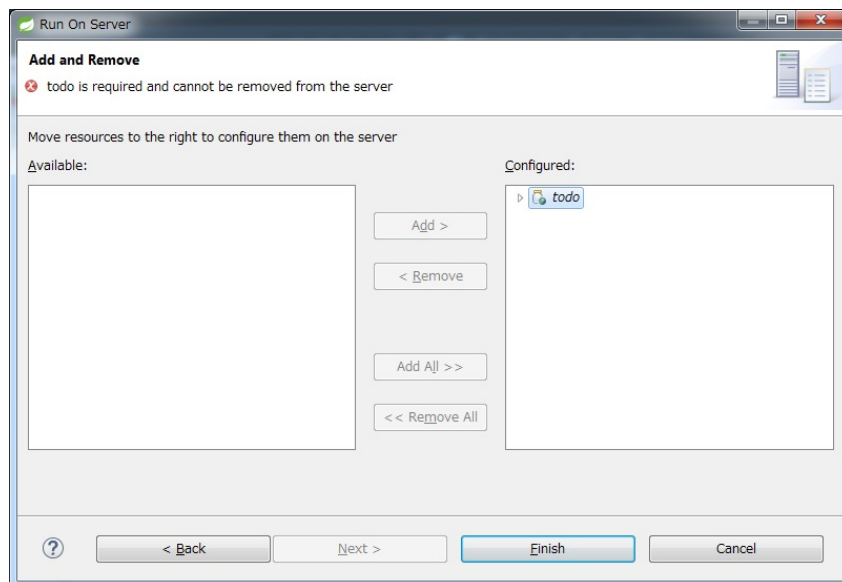 Run On Server
Add and Remove
todo is required and cannot be removed from the server
Move resources to the right to configure them on the server
Available:
Configured:
todo
Add >
< Remove
Add All >>
<< Remove All
< Back
Next >
Finish
Cancel